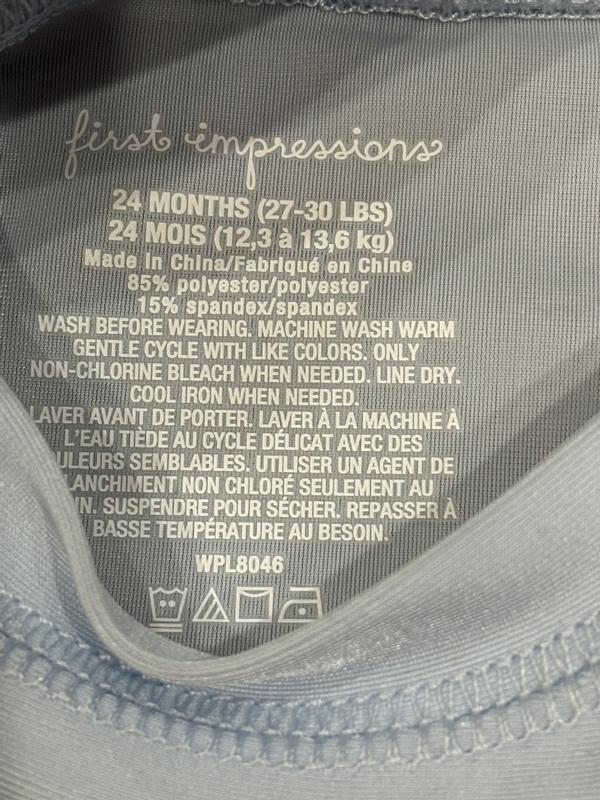 first impressions
24 MONTHS (27-30 LBS)
24 MOIS (12,3 à 13,6 kg)
Made in China/Fabriqué en Chine
85% polyester/polyester
15% spandex/spandex
WASH BEFORE WEARING. MACHINE WASH WARM
GENTLE CYCLE WITH LIKE COLORS. ONLY
NON-CHLORINE BLEACH WHEN NEEDED. LINE DRY.
COOL IRON WHEN NEEDED.
LAVER AVANT DE PORTER. LAVER À LA MACHINE À
L'EAU TIÈDE AU CYCLE DÉLICAT AVEC DES
SEMBLABLES. UTILISER UN AGENT DE
NON CHLORÉ SEULEMENT AU
SUSPENDRE POUR SÉCHER. REPASSER À
BASSE TEMPÉRATURE AU BESOIN.
WPL8046